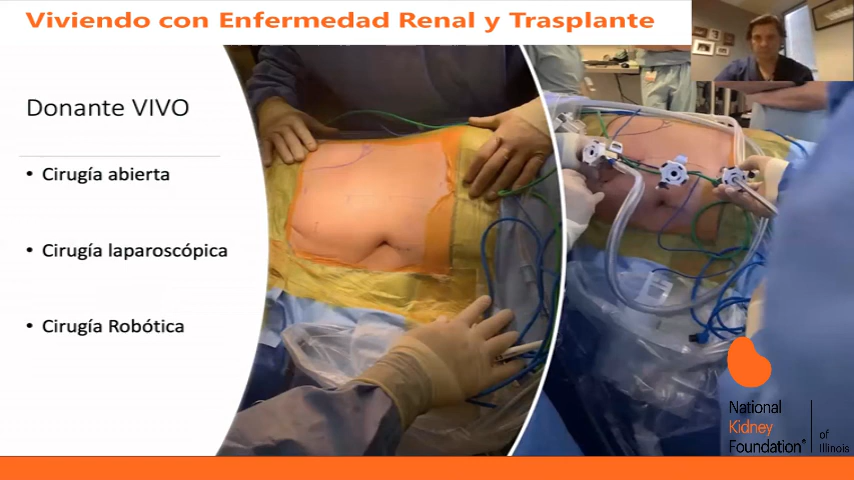 Viviendo con Enfermedad Renal y Trasplante
Donante VIVO
• Cirugía abierta
• Cirugía laparoscópica
• Cirugía Robótica
National
Kidney
Foundation®
of
Illinois